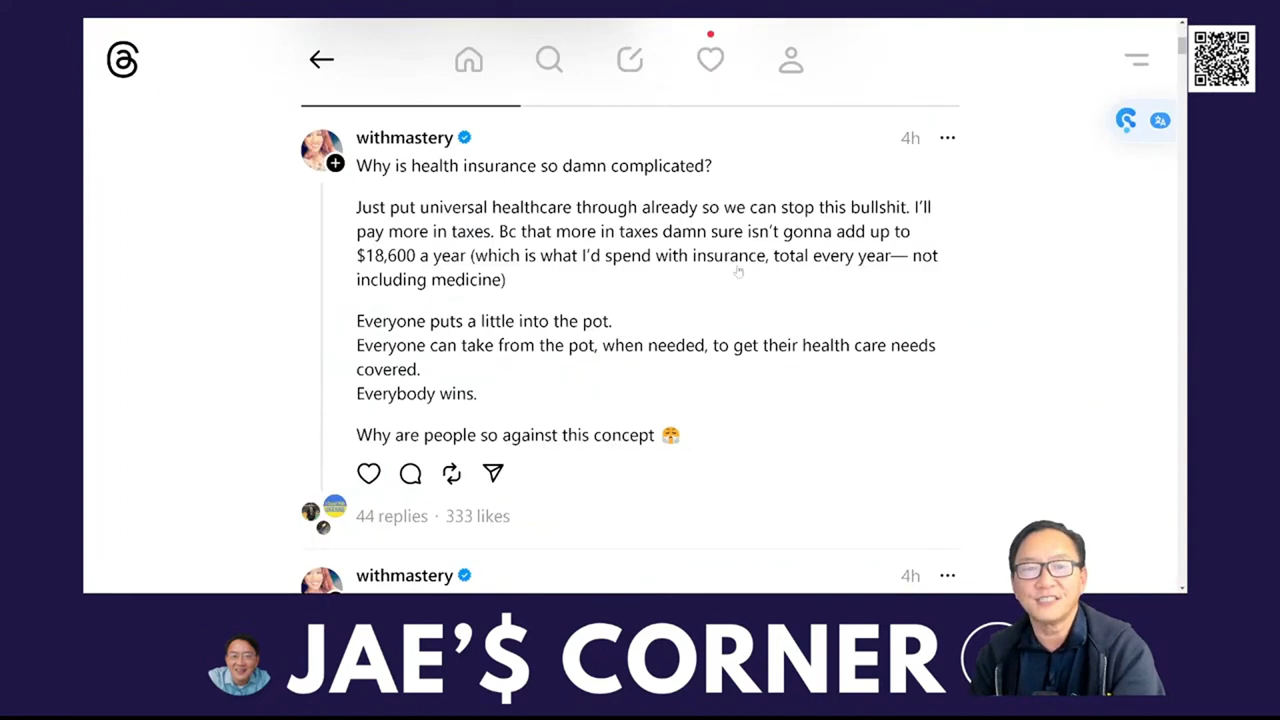 withmastery
4h
Why is health insurance so damn complicated?
Just put universal healthcare through already so we can stop this bullshit. I’ll
pay more in taxes. Bc that more in taxes damn sure isn’t gonna add up to
$18,600 a year (which is what I’d spend with insurance, total every year— not
including medicine)
Everyone puts a little into the pot.
Everyone can take from the pot, when needed, to get their health care needs
covered.
Everybody wins.
Why are people so against this concept 😤
44 replies · 333 likes
withmastery
4h
JAE’$ CORNER